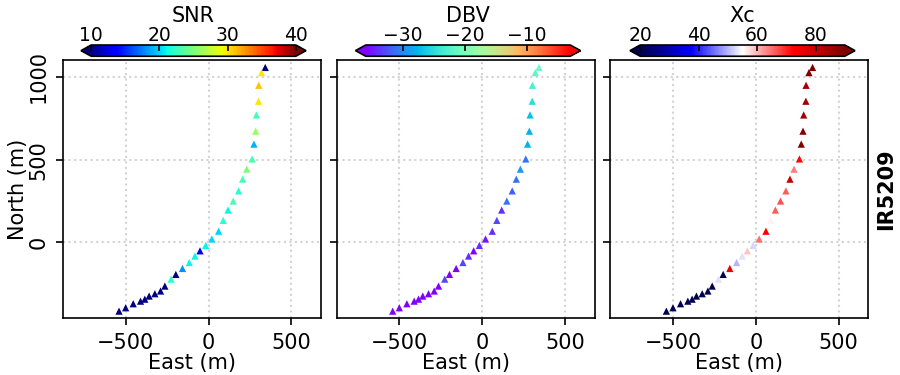 SNR DBV Xc
10 20 30 40 −30 −20 −10 20 40 60 80
1000
500
0
North (m)
IR5209
−500 0 500 −500 0 500 −500 0 500
East (m) East (m) East (m)